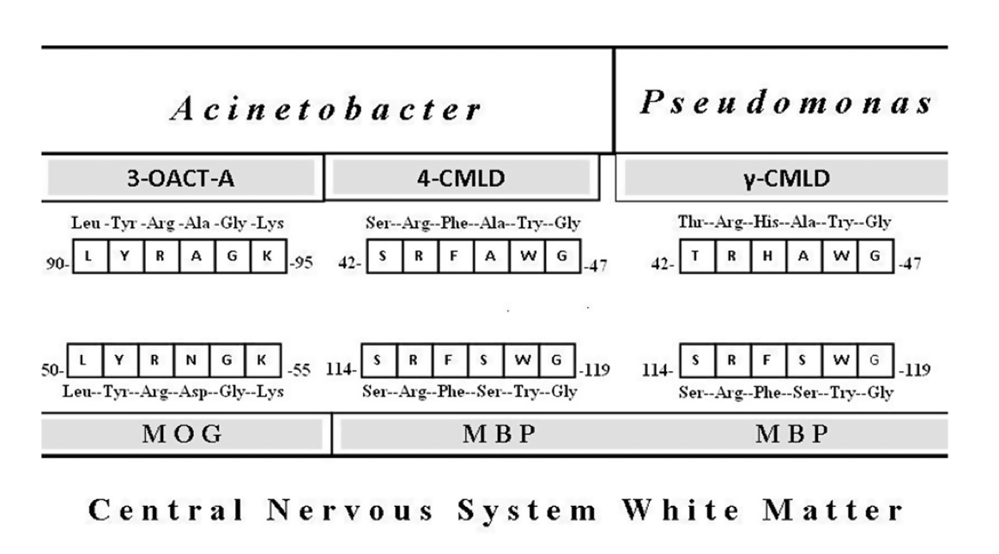 Acinetobacter Pseudomonas
3-OACT-A 4-CMLD γ-CMLD
Leu -Tyr -Arg -Ala -Gly -Lys Ser--Arg--Phe--Ala--Try--Gly Thr--Arg--His--Ala--Try--Gly
90- L Y R A G K -95 42- S R F A W G -47 42- T R H A W G -47
50- L Y R N G K -55 114- S R F S W G -119 114- S R F S W G -119
Leu--Tyr--Arg--Asp--Gly--Lys Ser--Arg--Phe--Ser--Try--Gly Ser--Arg--Phe--Ser--Try--Gly
MOG MBP MBP
Central Nervous System White Matter